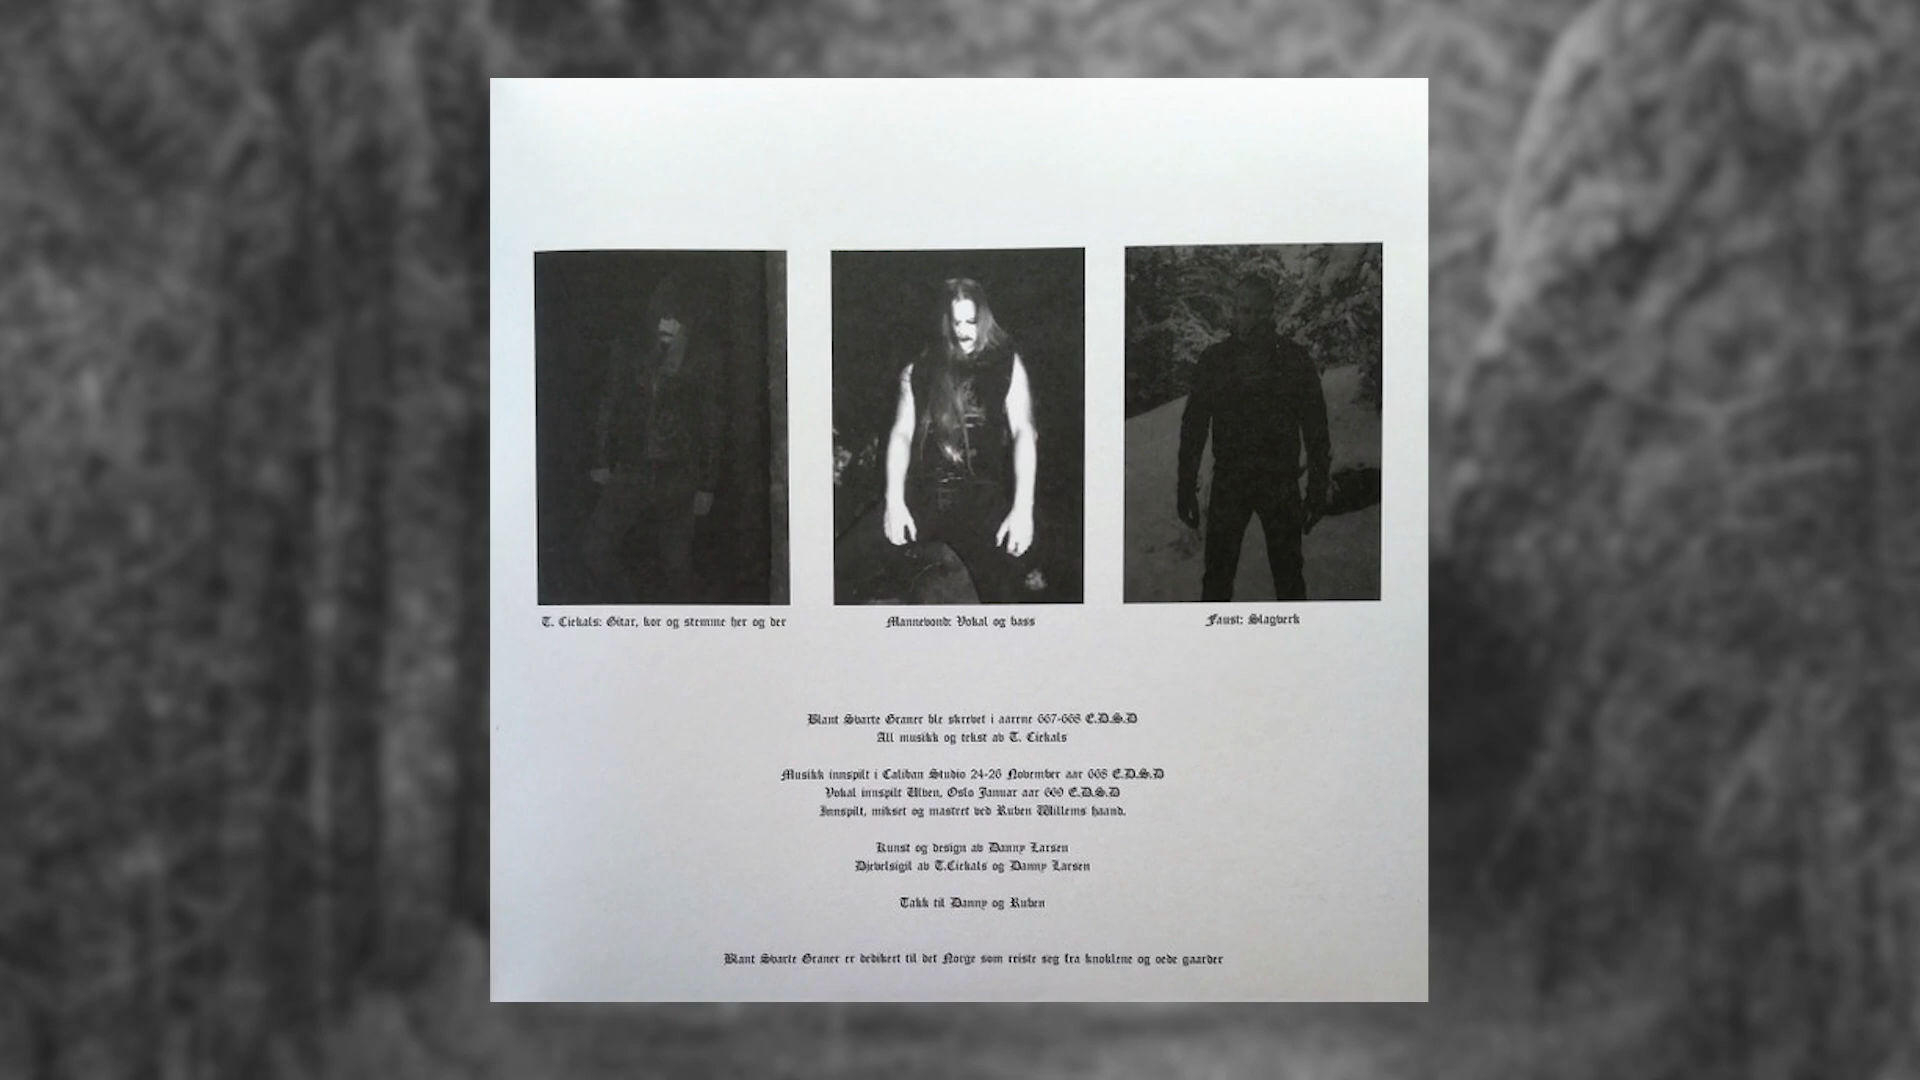 T. Ciekals: Gitar, kor og stemme her og der
Mannevond: Vokal og bass
Faust: Slagverk
Blant Svarte Graner ble skrevet i aarene 667-668 E.D.S.D
All musikk og tekst av T. Ciekals
Musikk innspilt i Caliban Studio 24-26 November aar 668 E.D.S.D
Vokal innspilt Ulven, Oslo Januar aar 669 E.D.S.D
Innspilt, mikset og mastret ved Ruben Willems haand.
Kunst og design av Danny Larsen
Djevelsigil av T.Ciekals og Danny Larsen
Takk til Danny og Ruben
Blant Svarte Graner er dedikert til det Norge som reiste seg fra knoklene og oede gaarder